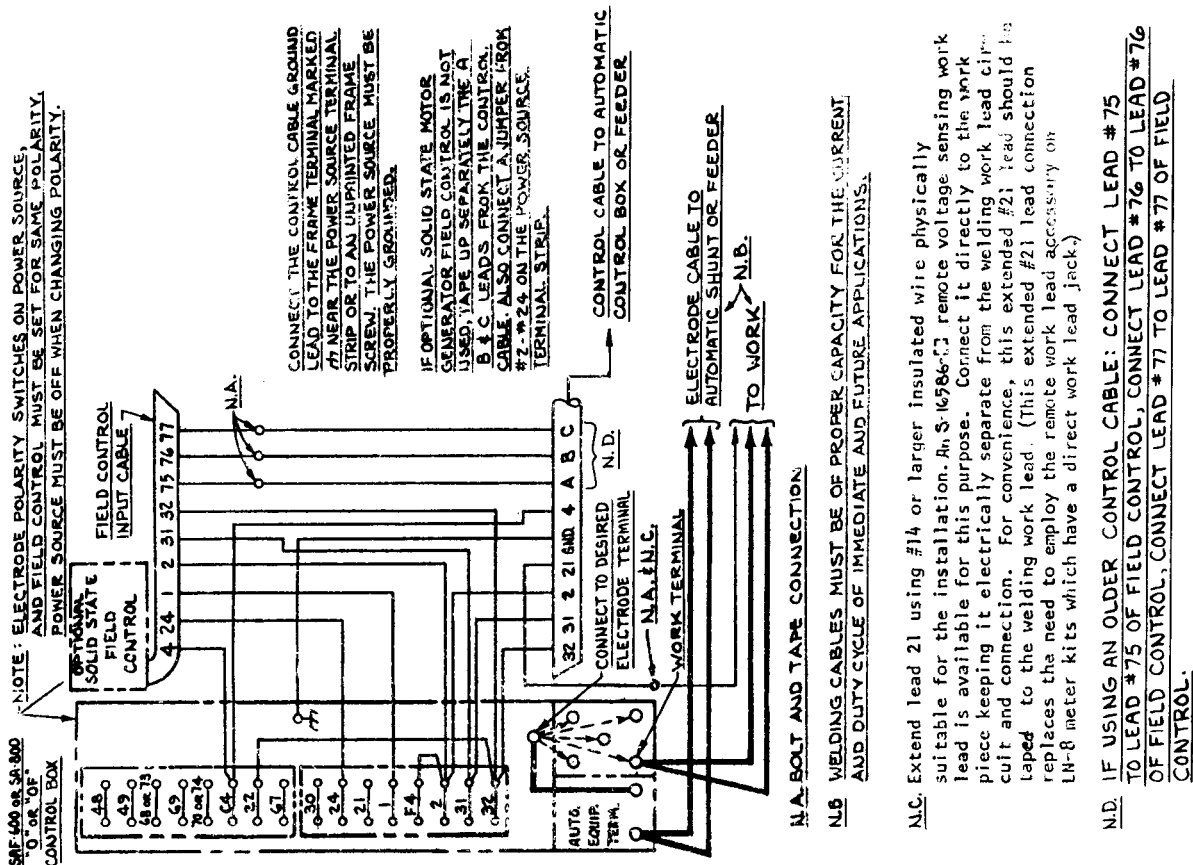 NOTE: ELECTRODE POLARITY SWITCHES ON POWER SOURCE,
AND FIELD CONTROL MUST BE SET FOR SAME POLARITY.
POWER SOURCE MUST BE OFF WHEN CHANGING POLARITY.
SAF-600 OR SA-800
"O" OR "OF"
CONTROL BOX
OPTIONAL
SOLID STATE
FIELD
CONTROL
FIELD CONTROL
INPUT CABLE
4 24 1 2 31 32 75 76 77
N.A.
48
49
68 OR 73
69
70 OR 74
C4
22
67
30
24
21
1
F4
2
31
32
CONNECT THE CONTROL CABLE GROUND
LEAD TO THE FRAME TERMINAL MARKED
NEAR THE POWER SOURCE TERMINAL
STRIP OR TO AN UNPAINTED FRAME
SCREW. THE POWER SOURCE MUST BE
PROPERLY GROUNDED.
IF OPTIONAL SOLID STATE MOTOR
GENERATOR FIELD CONTROL IS NOT
USED, TAPE UP SEPARATELY THE A
B & C LEADS FROM THE CONTROL
CABLE. ALSO CONNECT A JUMPER FROM
#2-#24 ON THE POWER SOURCE
TERMINAL STRIP.
32 31 2 21 GND 4 A B C
N.D.
CONTROL CABLE TO AUTOMATIC
CONTROL BOX OR FEEDER
CONNECT TO DESIRED
ELECTRODE TERMINAL
N.A. & N.C.
WORK TERMINAL
AUTO.
EQUIP.
TERM.
ELECTRODE CABLE TO
AUTOMATIC SHUNT OR FEEDER
N.B.
TO WORK
N.A. BOLT AND TAPE CONNECTION
N.B WELDING CABLES MUST BE OF PROPER CAPACITY FOR THE CURRENT
AND DUTY CYCLE OF IMMEDIATE AND FUTURE APPLICATIONS.
N.C. Extend lead 21 using #14 or larger insulated wire physically
suitable for the installation. An S-16586-[ ] remote voltage sensing work
lead is available for this purpose. Connect it directly to the work
piece keeping it electrically separate from the welding work lead cir-
cuit and connection. For convenience, this extended #21 lead should be
taped to the welding work lead. (This extended #21 lead connection
replaces the need to employ the remote work lead accessory on
LN-8 meter kits which have a direct work lead jack.)
N.D. IF USING AN OLDER CONTROL CABLE: CONNECT LEAD #75
TO LEAD #75 OF FIELD CONTROL, CONNECT LEAD #76 TO LEAD #76
OF FIELD CONTROL, CONNECT LEAD #77 TO LEAD #77 OF FIELD
CONTROL.